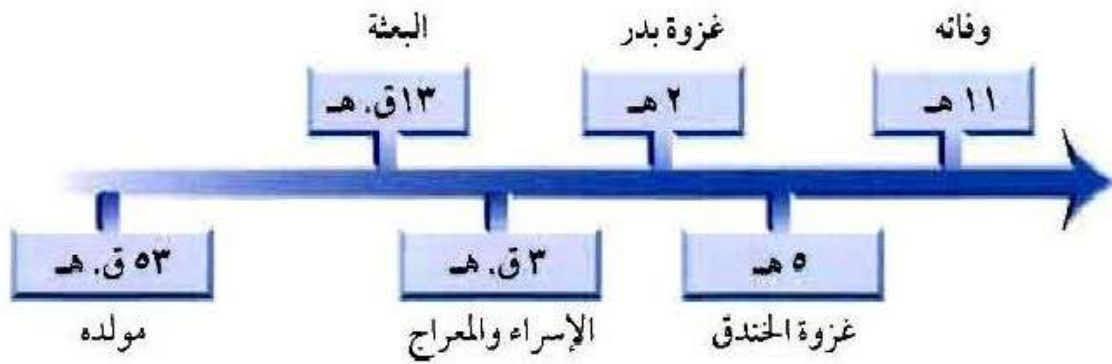 وفاته
غزوة بدر
البعثة
١١ هـ
٢ هـ
١٣ ق. هـ
٥ هـ
٣ ق. هـ
٥٣ ق. هـ
غزوة الخندق
الإسراء والمعراج
مولده